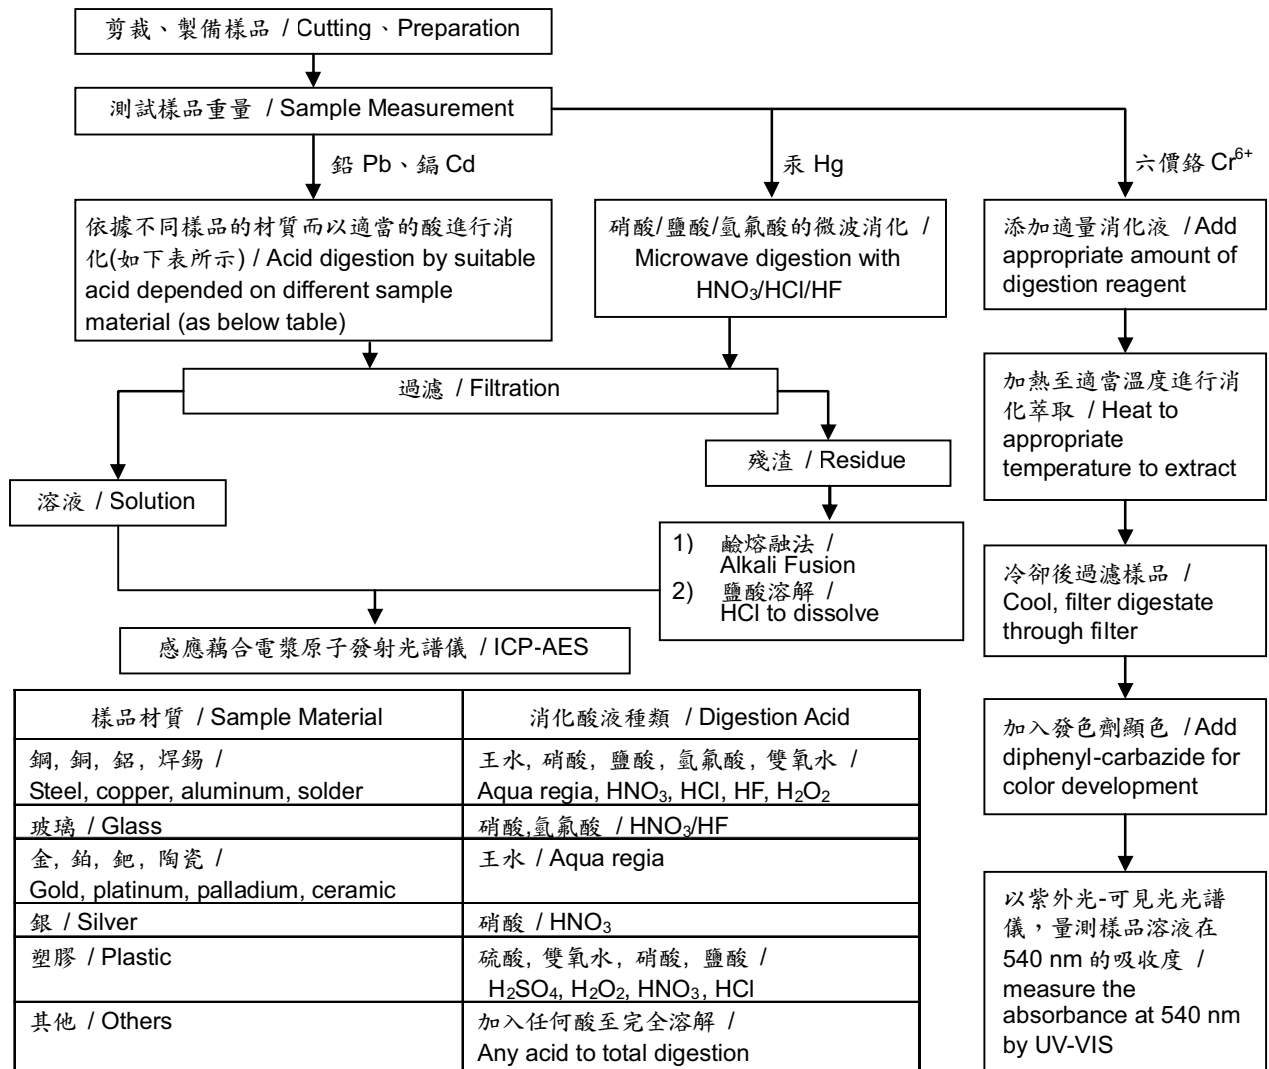 剪裁、製備樣品 / Cutting、Preparation
測試樣品重量 / Sample Measurement
鉛 Pb、鎘 Cd
汞 Hg
六價鉻 Cr6+
依據不同樣品的材質而以適當的酸進行消
化(如下表所示) / Acid digestion by suitable
acid depended on different sample
material (as below table)
硝酸/鹽酸/氫氟酸的微波消化 /
Microwave digestion with
HNO3/HCl/HF
添加適量消化液 / Add
appropriate amount of
digestion reagent
過濾 / Filtration
加熱至適當溫度進行消
化萃取 / Heat to
appropriate
temperature to extract
殘渣 / Residue
溶液 / Solution
1) 鹼熔融法 /
Alkali Fusion
2) 鹽酸溶解 /
HCl to dissolve
冷卻後過濾樣品 /
Cool, filter digestate
through filter
感應藕合電漿原子發射光譜儀 / ICP-AES
加入發色劑顯色 / Add
diphenyl-carbazide for
color development
以紫外光-可見光光譜
儀，量測樣品溶液在
540 nm 的吸收度 /
measure the
absorbance at 540 nm
by UV-VIS
樣品材質 / Sample Material
消化酸液種類 / Digestion Acid
鋼, 銅, 鋁, 焊錫 /
Steel, copper, aluminum, solder
王水, 硝酸, 鹽酸, 氫氟酸, 雙氧水 /
Aqua regia, HNO3, HCl, HF, H2O2
玻璃 / Glass
硝酸,氫氟酸 / HNO3/HF
金, 鉑, 鈀, 陶瓷 /
Gold, platinum, palladium, ceramic
王水 / Aqua regia
銀 / Silver
硝酸 / HNO3
塑膠 / Plastic
硫酸, 雙氧水, 硝酸, 鹽酸 /
H2SO4, H2O2, HNO3, HCl
其他 / Others
加入任何酸至完全溶解 /
Any acid to total digestion